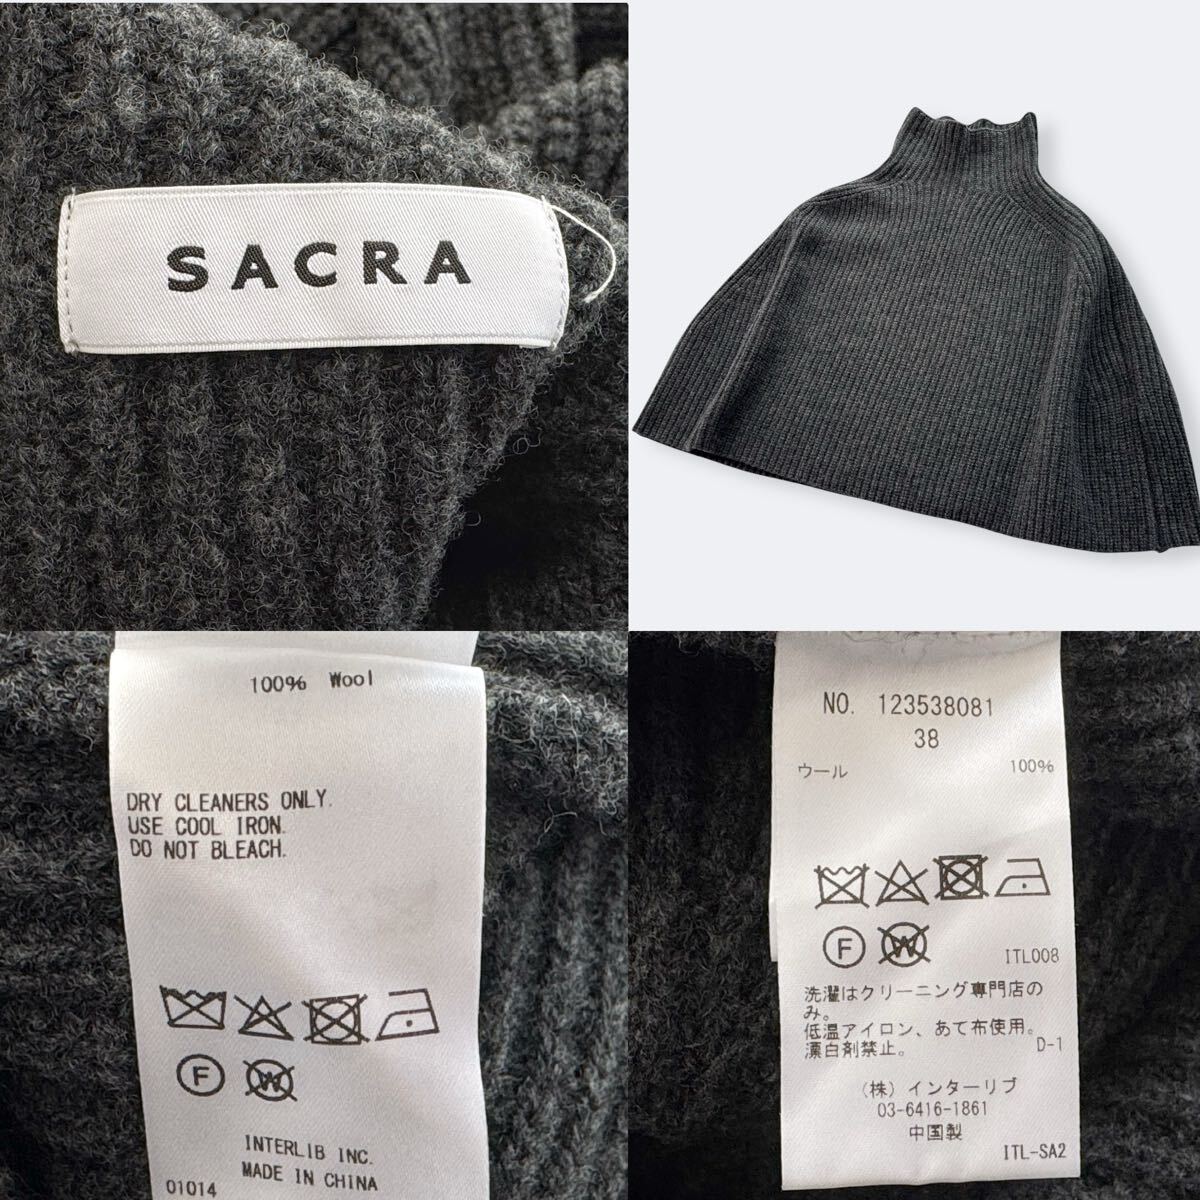 SACRA
100% Wool
DRY CLEANERS ONLY.
USE COOL IRON.
DO NOT BLEACH.
F W
INTERLIB INC.
MADE IN CHINA
01014
NO. 123538081
38
ウール 100%
F W
ITL008
洗濯はクリーニング専門店の
み。
低温アイロン、あて布使用。
漂白剤禁止。 D-1
(株) インターリブ
03-6416-1861
中国製
ITL-SA2